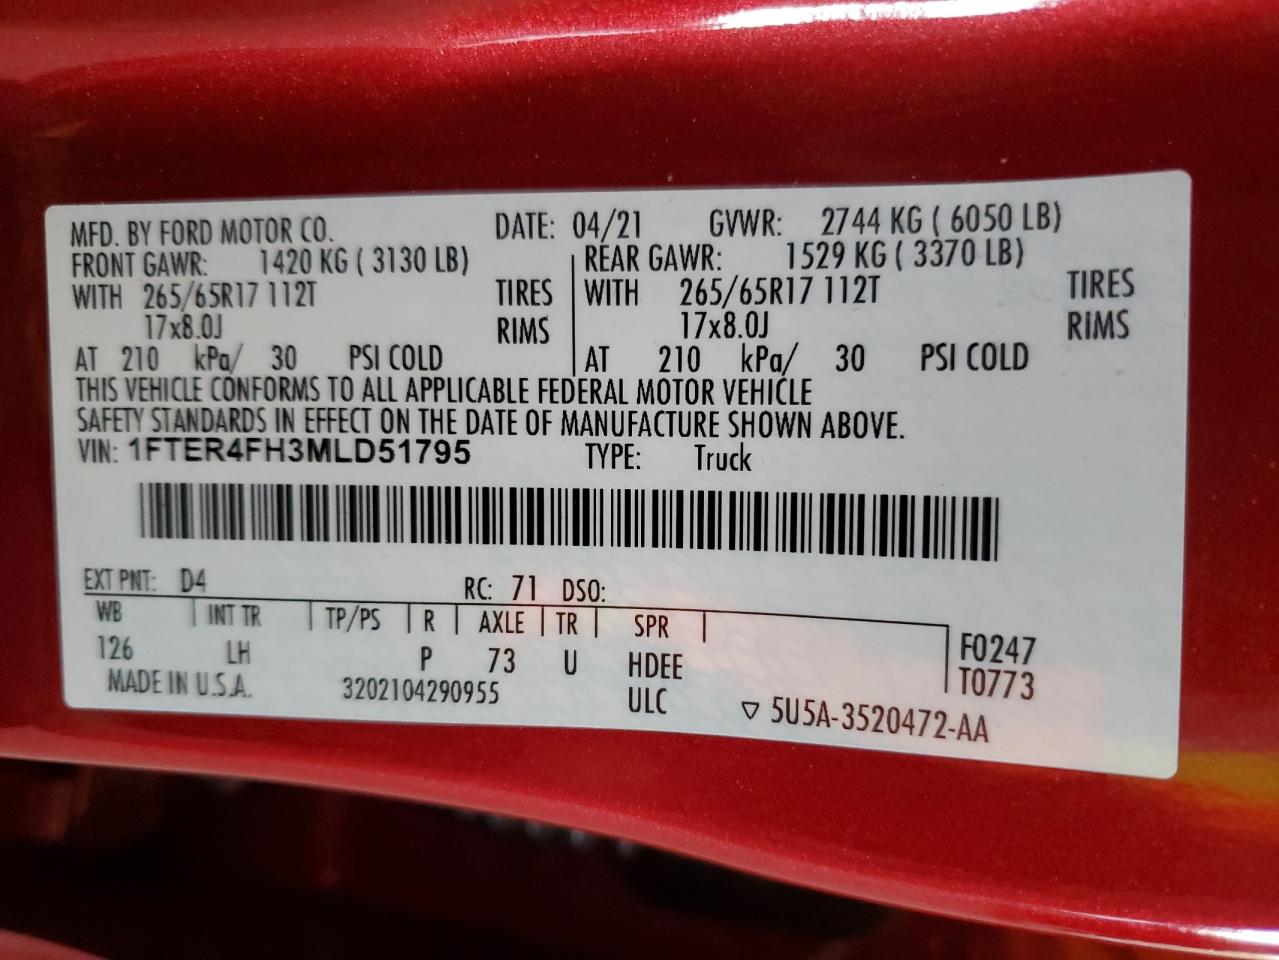 MFD. BY FORD MOTOR CO. DATE: 04/21 GVWR: 2744 KG ( 6050 LB)
FRONT GAWR: 1420 KG ( 3130 LB) REAR GAWR: 1529 KG ( 3370 LB)
WITH 265/65R17 112T TIRES WITH 265/65R17 112T TIRES
17x8.0J RIMS 17x8.0J RIMS
AT 210 kPa/ 30 PSI COLD AT 210 kPa/ 30 PSI COLD
THIS VEHICLE CONFORMS TO ALL APPLICABLE FEDERAL MOTOR VEHICLE
SAFETY STANDARDS IN EFFECT ON THE DATE OF MANUFACTURE SHOWN ABOVE.
VIN: 1FTER4FH3MLD51795 TYPE: Truck
EXT PNT: D4 RC: 71 DSO:
WB INT TR TP/PS R AXLE TR SPR
126 LH P 73 U HDEE F0247
MADE IN U.S.A. 3202104290955 ULC T0773
▽ 5U5A-3520472-AA